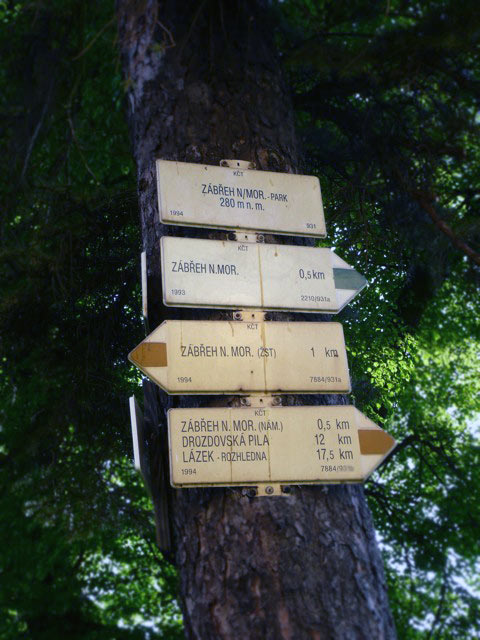 KČT
ZÁBŘEH N/MOR.-PARK
280 m n. m.
1994 931
KČT
ZÁBŘEH N.MOR. 0,5 km
1993 2210/931a
KČT
ZÁBŘEH N. MOR. (ŽST) 1 km
1994 7884/931a
KČT
ZÁBŘEH N. MOR. (NÁM.) 0,5 km
DROZDOVSKÁ PILA 12 km
LÁZEK - ROZHLEDNA 17,5 km
1994 7884/931b